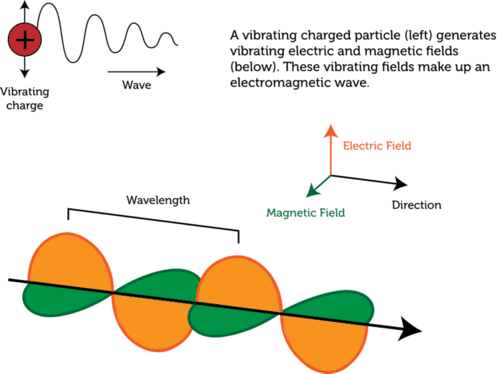 A vibrating charged particle (left) generates
vibrating electric and magnetic fields
(below). These vibrating fields make up an
electromagnetic wave.
+
Vibrating
charge
Wave
Electric Field
Magnetic Field
Direction
Wavelength